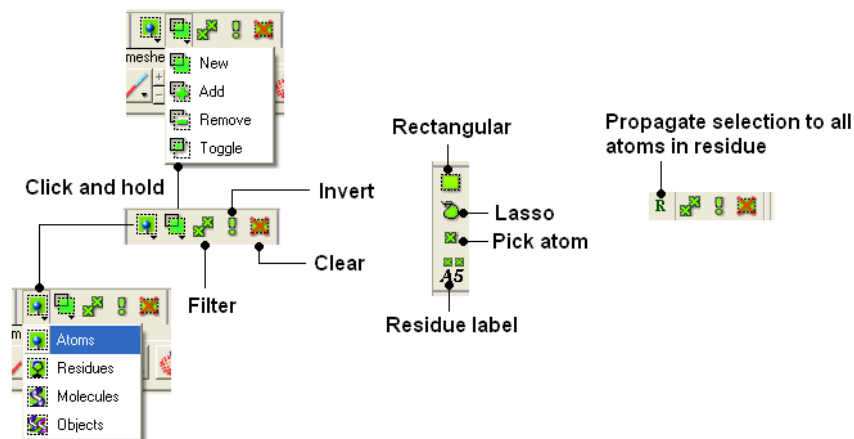 meshe
New
Add
Remove
Toggle
Click and hold
Invert
Clear
Filter
m
Atoms
Residues
Molecules
Objects
Rectangular
Lasso
Pick atom
A5
Residue label
Propagate selection to all
atoms in residue
R